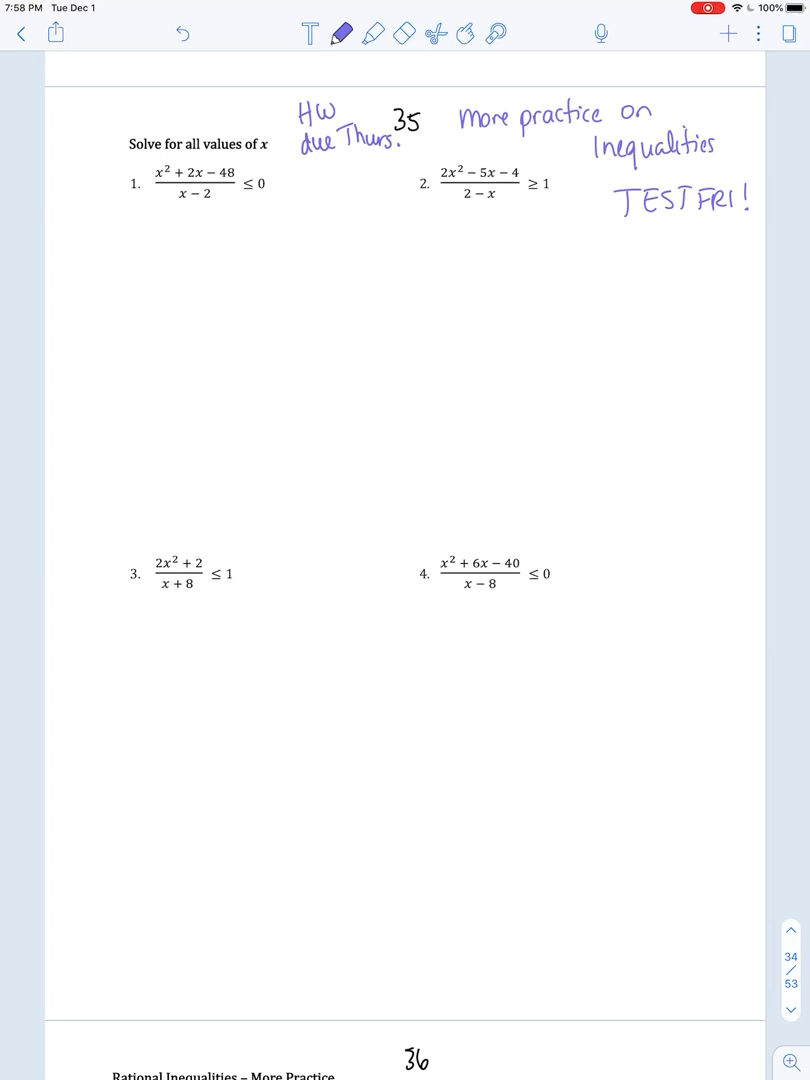 7:58 PM Tue Dec 1 100%
T
HW 35 more practice on
due Thurs. Inequalities
Solve for all values of x
TEST FRI!
1. (x² + 2x − 48)/(x − 2) ≤ 0
2. (2x² − 5x − 4)/(2 − x) ≥ 1
3. (2x² + 2)/(x + 8) ≤ 1
4. (x² + 6x − 40)/(x − 8) ≤ 0
34
/
53
36
Rational Inequalities – More Practice